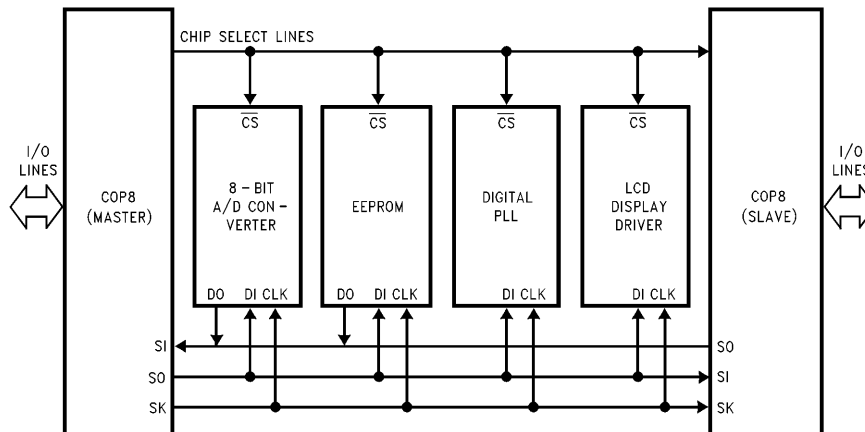 CHIP SELECT LINES
CS
CS
CS
CS
I/O
LINES
COP8
(MASTER)
8 - BIT
A/D CON -
VERTER
EEPROM
DIGITAL
PLL
LCD
DISPLAY
DRIVER
COP8
(SLAVE)
I/O
LINES
DO DI CLK
DO DI CLK
DI CLK
DI CLK
SI
SO
SO
SI
SK
SK